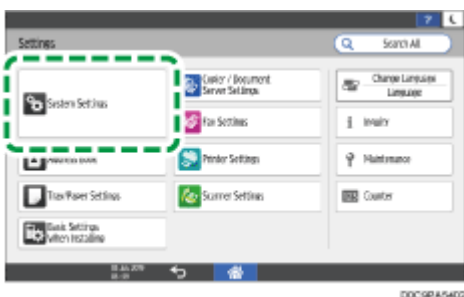 ?
Settings
Search All
System Settings
Copier / Document
Server Settings
Change Language
Language
Fax Settings
Inquiry
Address Book
Printer Settings
Maintenance
Tray/Paper Settings
Scanner Settings
Counter
Basic Settings
When Installing